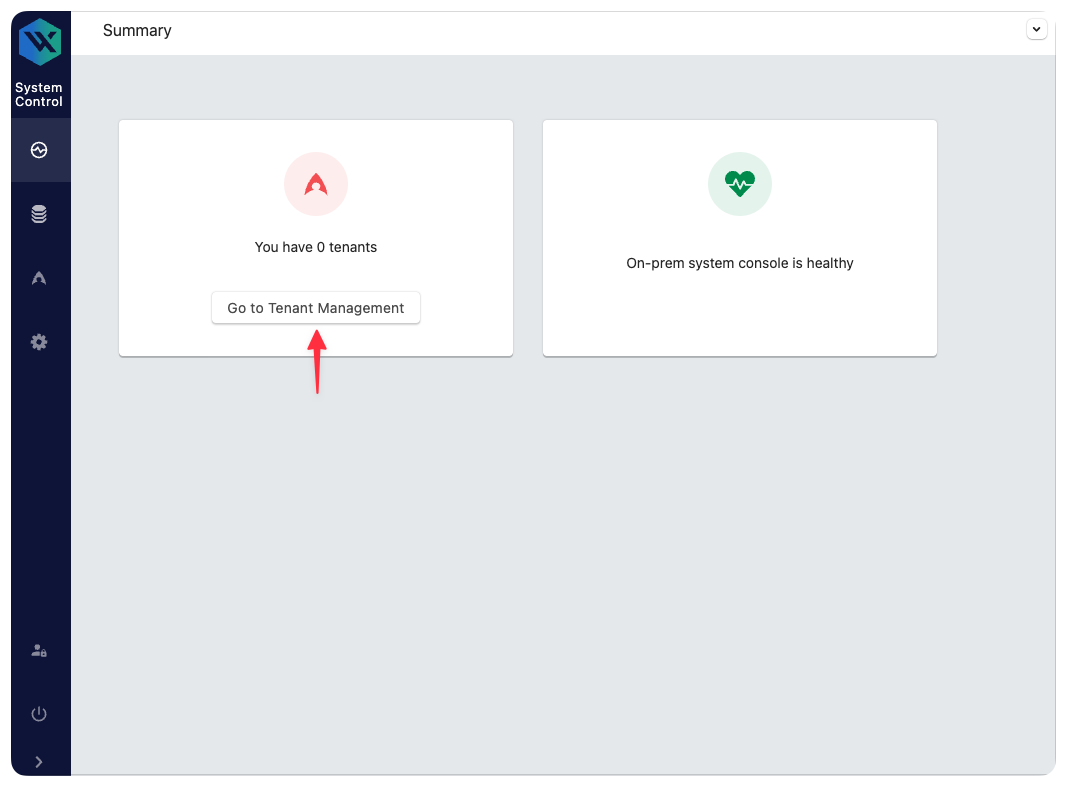 System
Control
Summary
You have 0 tenants
Go to Tenant Management
On-prem system console is healthy